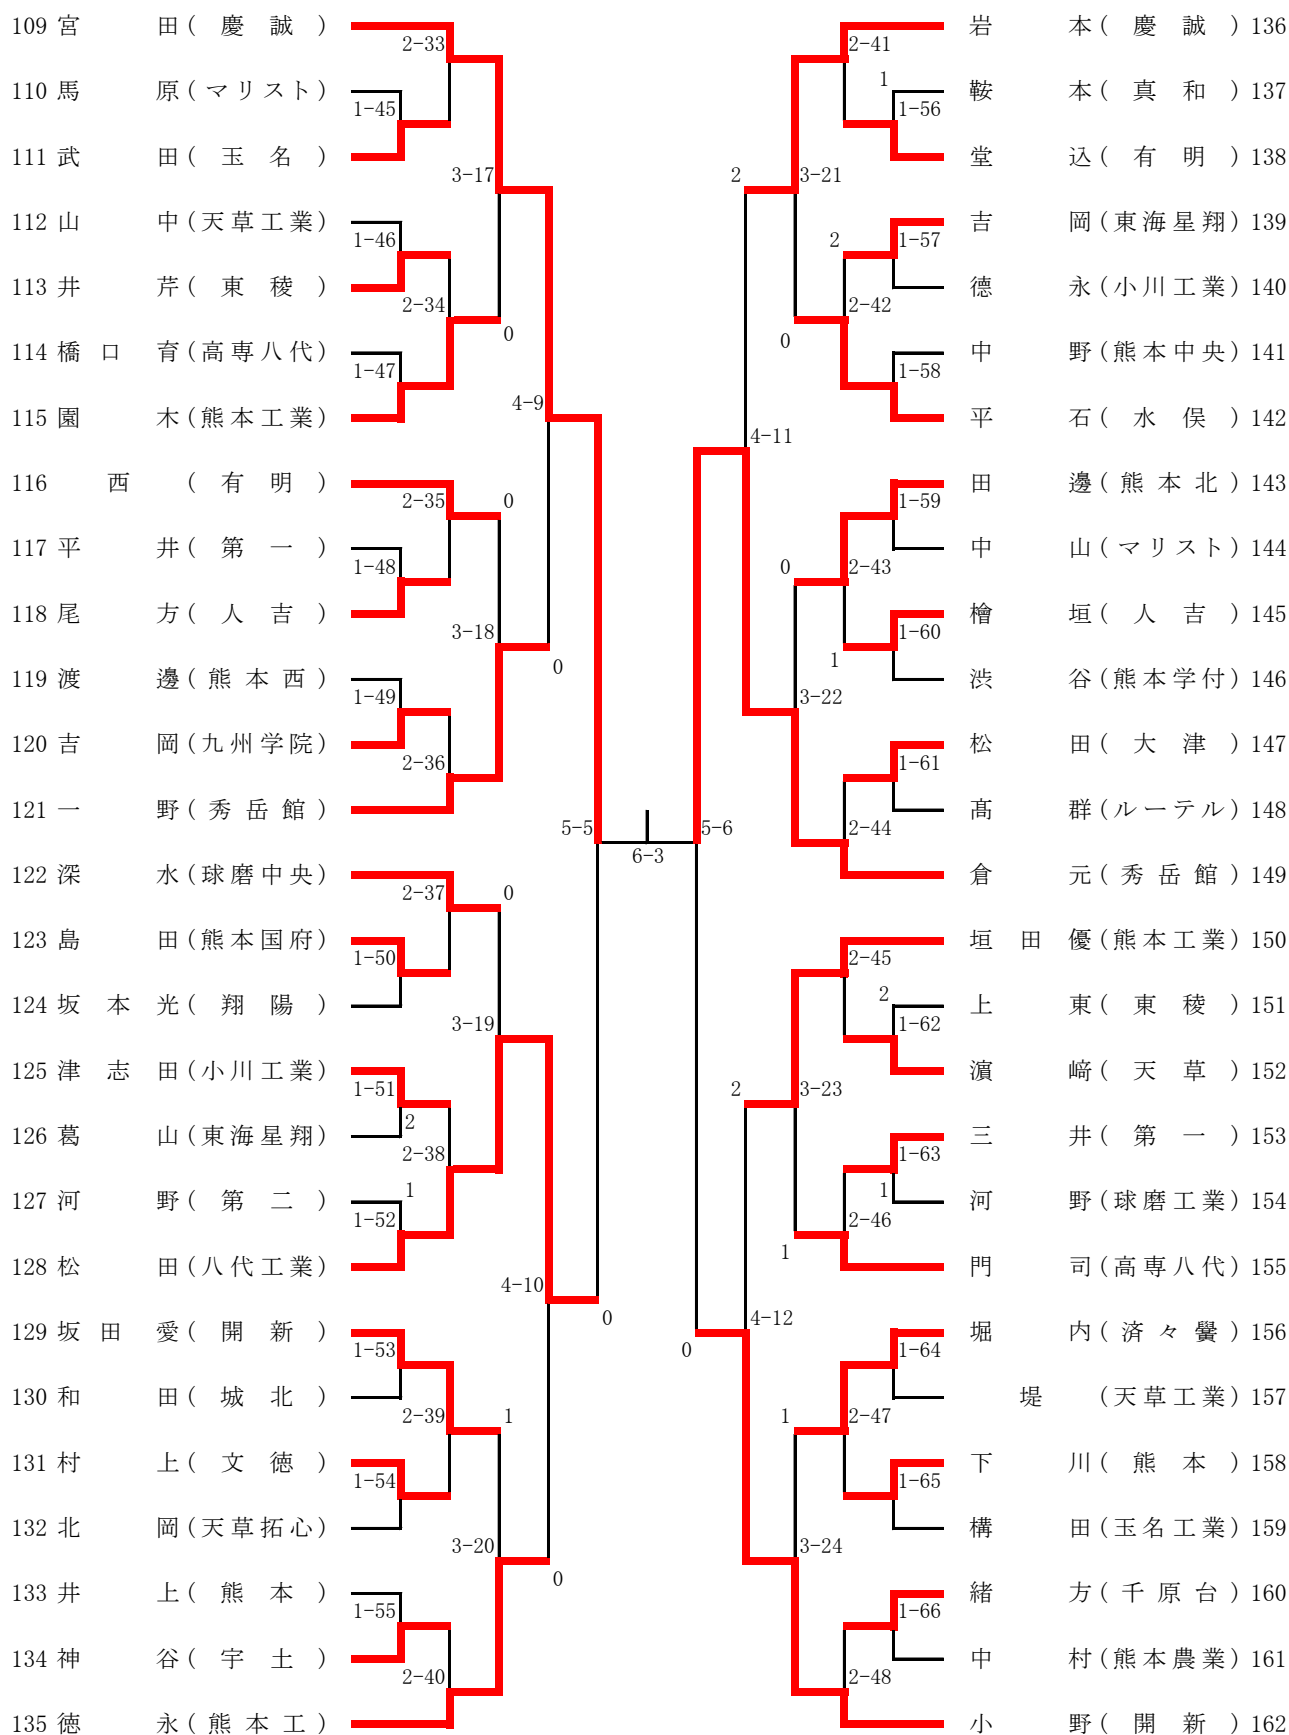 109 宮田(慶誠) 2-33 2-41 岩本(慶誠) 136
110 馬原(マリスト) 1-45 1 1-56 鞍本(真和) 137
111 武田(玉名) 3-17 2 3-21 堂込(有明) 138
112 山中(天草工業) 1-46 2 1-57 吉岡(東海星翔) 139
113 井芹(東稜) 2-34 0 2-42 0 德永(小川工業) 140
114 橋口育(高専八代) 1-47 1-58 中野(熊本中央) 141
115 園木(熊本工業) 4-9 4-11 平石(水俣) 142
116 西(有明) 2-35 0 1-59 田邊(熊本北) 143
117 平井(第一) 1-48 0 2-43 中山(マリスト) 144
118 尾方(人吉) 3-18 0 1 1-60 檜垣(人吉) 145
119 渡邊(熊本西) 1-49 3-22 渋谷(熊本学付) 146
120 吉岡(九州学院) 2-36 1-61 松田(大津) 147
121 一野(秀岳館) 5-5 6-3 5-6 2-44 髙群(ルーテル) 148
122 深水(球磨中央) 2-37 0 倉元(秀岳館) 149
123 島田(熊本国府) 1-50 2-45 垣田優(熊本工業) 150
124 坂本光(翔陽) 3-19 2 1-62 上東(東稜) 151
125 津志田(小川工業) 1-51 2 3-23 濵﨑(天草) 152
126 葛山(東海星翔) 2 2-38 1-63 三井(第一) 153
127 河野(第二) 1 1-52 1 2-46 河野(球磨工業) 154
128 松田(八代工業) 4-10 0 1 門司(高専八代) 155
129 坂田愛(開新) 1-53 0 4-12 1-64 堀内(済々黌) 156
130 和田(城北) 2-39 1 1 2-47 堤(天草工業) 157
131 村上(文徳) 1-54 1-65 下川(熊本) 158
132 北岡(天草拓心) 3-20 0 3-24 構田(玉名工業) 159
133 井上(熊本) 1-55 1-66 緒方(千原台) 160
134 神谷(宇土) 2-40 2-48 中村(熊本農業) 161
135 徳永(熊本工) 小野(開新) 162